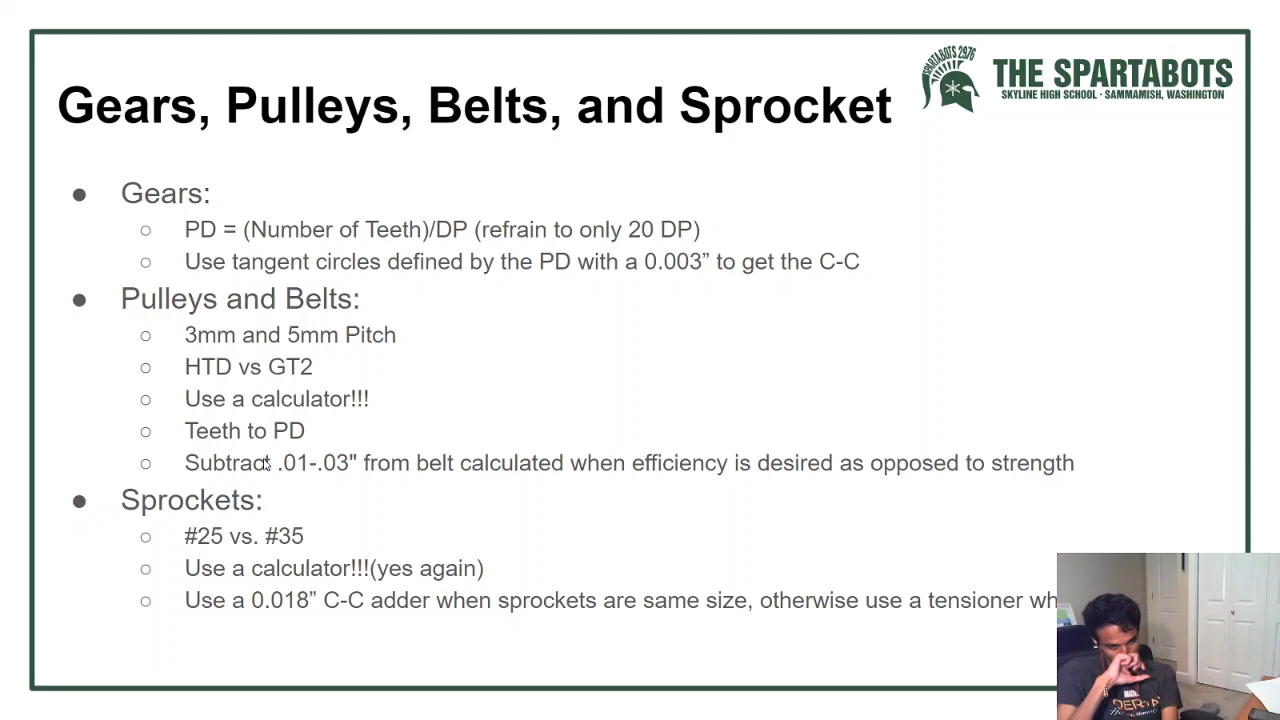 SPARTABOTS 2976
THE SPARTABOTS
SKYLINE HIGH SCHOOL · SAMMAMISH, WASHINGTON
Gears, Pulleys, Belts, and Sprocket
● Gears:
○ PD = (Number of Teeth)/DP (refrain to only 20 DP)
○ Use tangent circles defined by the PD with a 0.003” to get the C-C
● Pulleys and Belts:
○ 3mm and 5mm Pitch
○ HTD vs GT2
○ Use a calculator!!!
○ Teeth to PD
○ Subtract .01-.03" from belt calculated when efficiency is desired as opposed to strength
● Sprockets:
○ #25 vs. #35
○ Use a calculator!!!(yes again)
○ Use a 0.018” C-C adder when sprockets are same size, otherwise use a tensioner